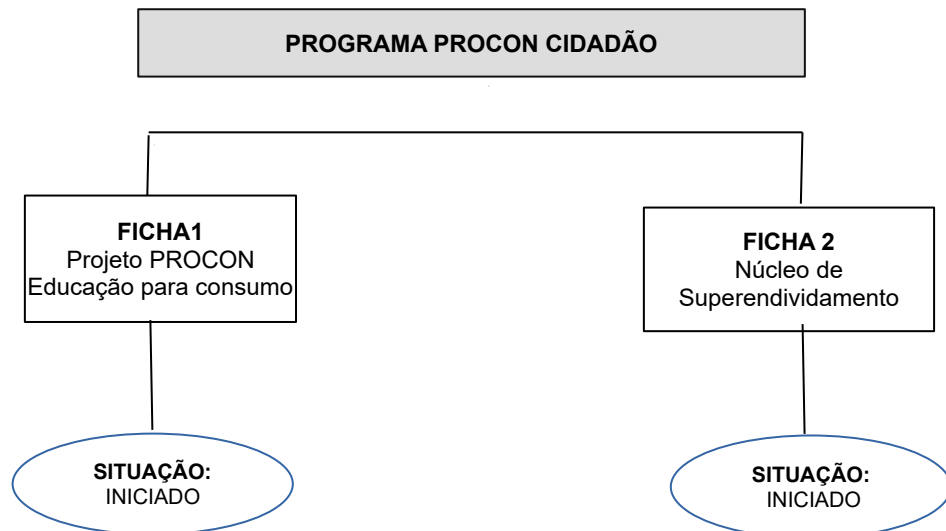 PROGRAMA PROCON CIDADÃO
FICHA1
Projeto PROCON
Educação para consumo
FICHA 2
Núcleo de
Superendividamento
SITUAÇÃO:
INICIADO
SITUAÇÃO:
INICIADO